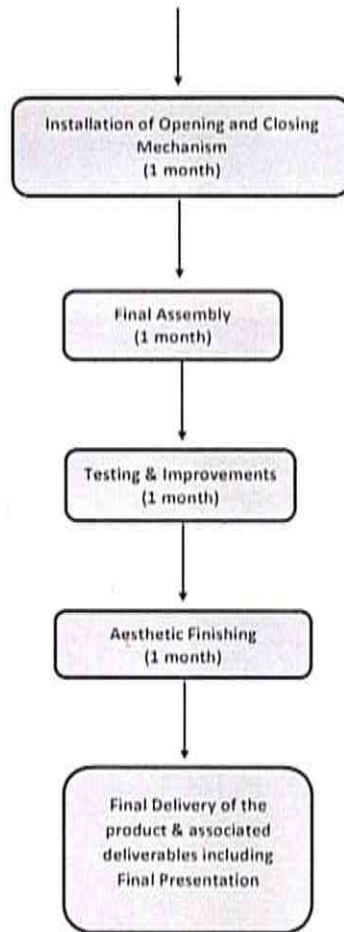 Installation of Opening and Closing
Mechanism
(1 month)
Final Assembly
(1 month)
Testing & Improvements
(1 month)
Aesthetic Finishing
(1 month)
Final Delivery of the
product & associated
deliverables including
Final Presentation